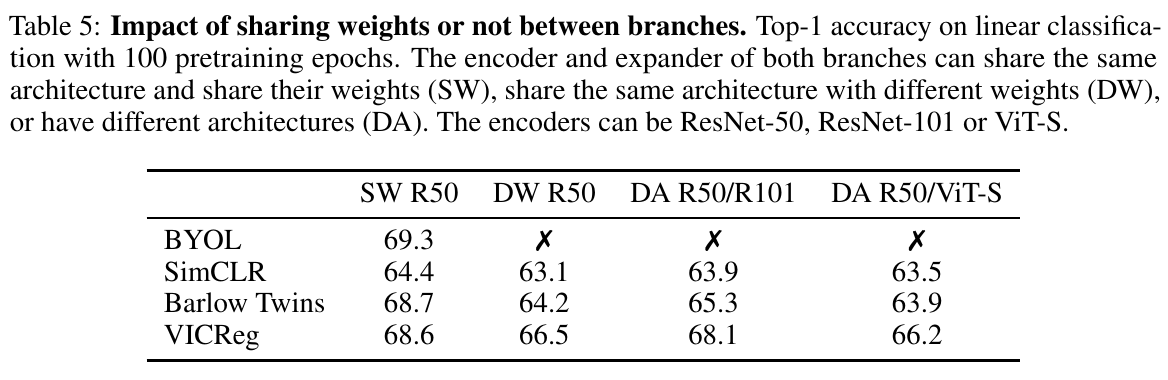 Table 5: Impact of sharing weights or not between branches. Top-1 accuracy on linear classifica-
tion with 100 pretraining epochs. The encoder and expander of both branches can share the same
architecture and share their weights (SW), share the same architecture with different weights (DW),
or have different architectures (DA). The encoders can be ResNet-50, ResNet-101 or ViT-S.
SW R50 DW R50 DA R50/R101 DA R50/ViT-S
BYOL 69.3 ✗ ✗ ✗
SimCLR 64.4 63.1 63.9 63.5
Barlow Twins 68.7 64.2 65.3 63.9
VICReg 68.6 66.5 68.1 66.2